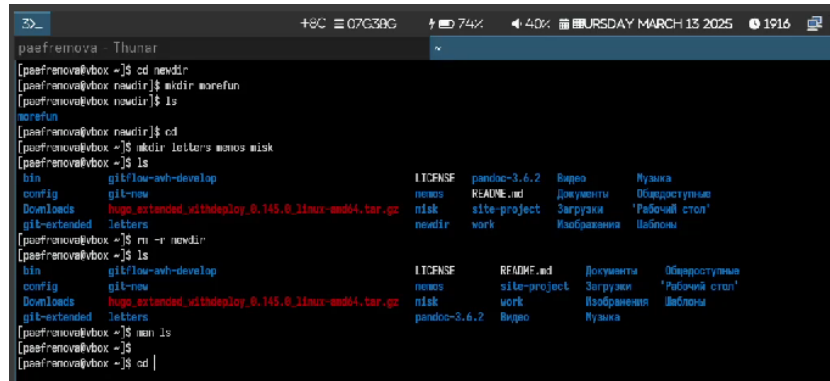 3>_ +8C ☰ 07G38G 74% 40% URSDAY MARCH 13 2025 1916
paefremova - Thunar ~
[paefremova@vbox ~]$ cd newdir
[paefremova@vbox newdir]$ mkdir morefun
[paefremova@vbox newdir]$ ls
morefun
[paefremova@vbox newdir]$ cd
[paefremova@vbox ~]$ mkdir letters memos misk
[paefremova@vbox ~]$ ls
bin gitflow-avh-develop LICENSE pandoc-3.6.2 Видео Музыка
config git-new memos README.md Документы Общедоступные
Downloads hugo_extended_withdeploy_0.145.0_linux-amd64.tar.gz misk site-project Загрузки 'Рабочий стол'
git-extended letters newdir work Изображения Шаблоны
[paefremova@vbox ~]$ rm -r newdir
[paefremova@vbox ~]$ ls
bin gitflow-avh-develop LICENSE README.md Документы Общедоступные
config git-new memos site-project Загрузки 'Рабочий стол'
Downloads hugo_extended_withdeploy_0.145.0_linux-amd64.tar.gz misk work Изображения Шаблоны
git-extended letters pandoc-3.6.2 Видео Музыка
[paefremova@vbox ~]$ man ls
[paefremova@vbox ~]$
[paefremova@vbox ~]$ cd